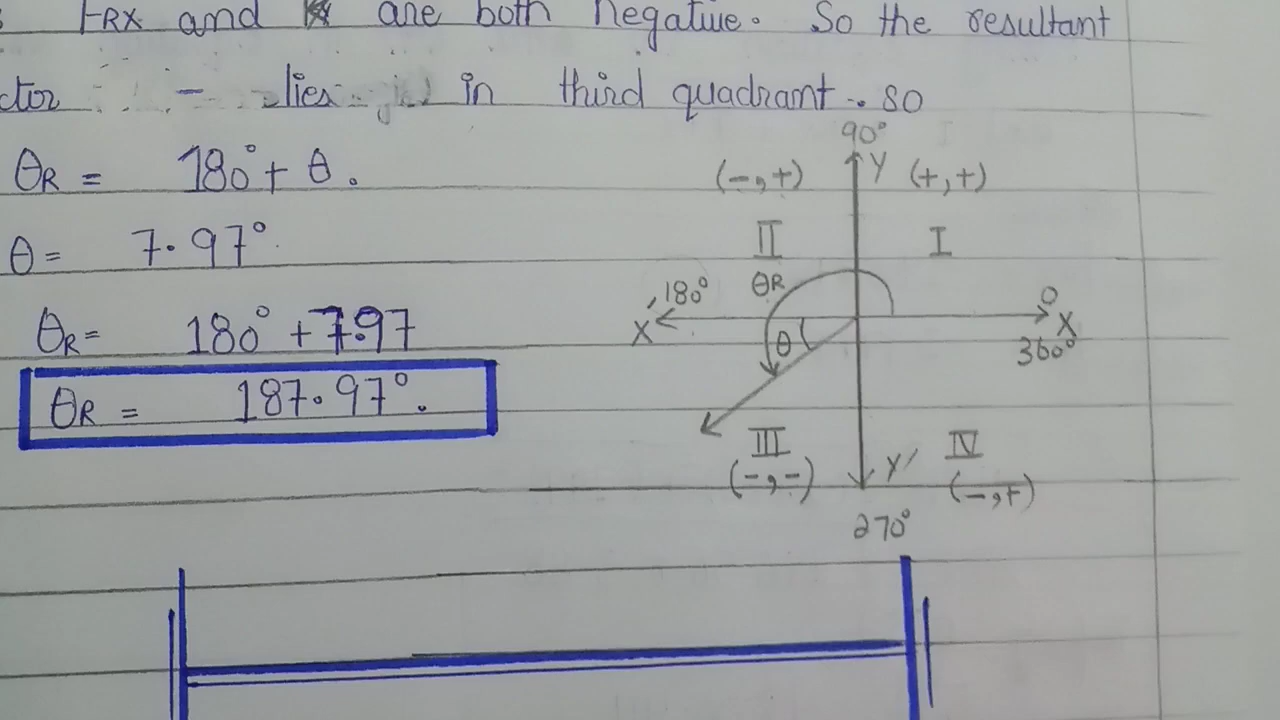 FRX and are both negative. So the resultant
ctor - lies in third quadrant. so
θR = 180° + θ.
θ = 7.97°
θR = 180° + 7.97
θR = 187.97°.
90°
(-,+) Y (+,+)
II I
180° θR 0
X θ X
360°
III Y' IV
(-,-) (-,+)
270°